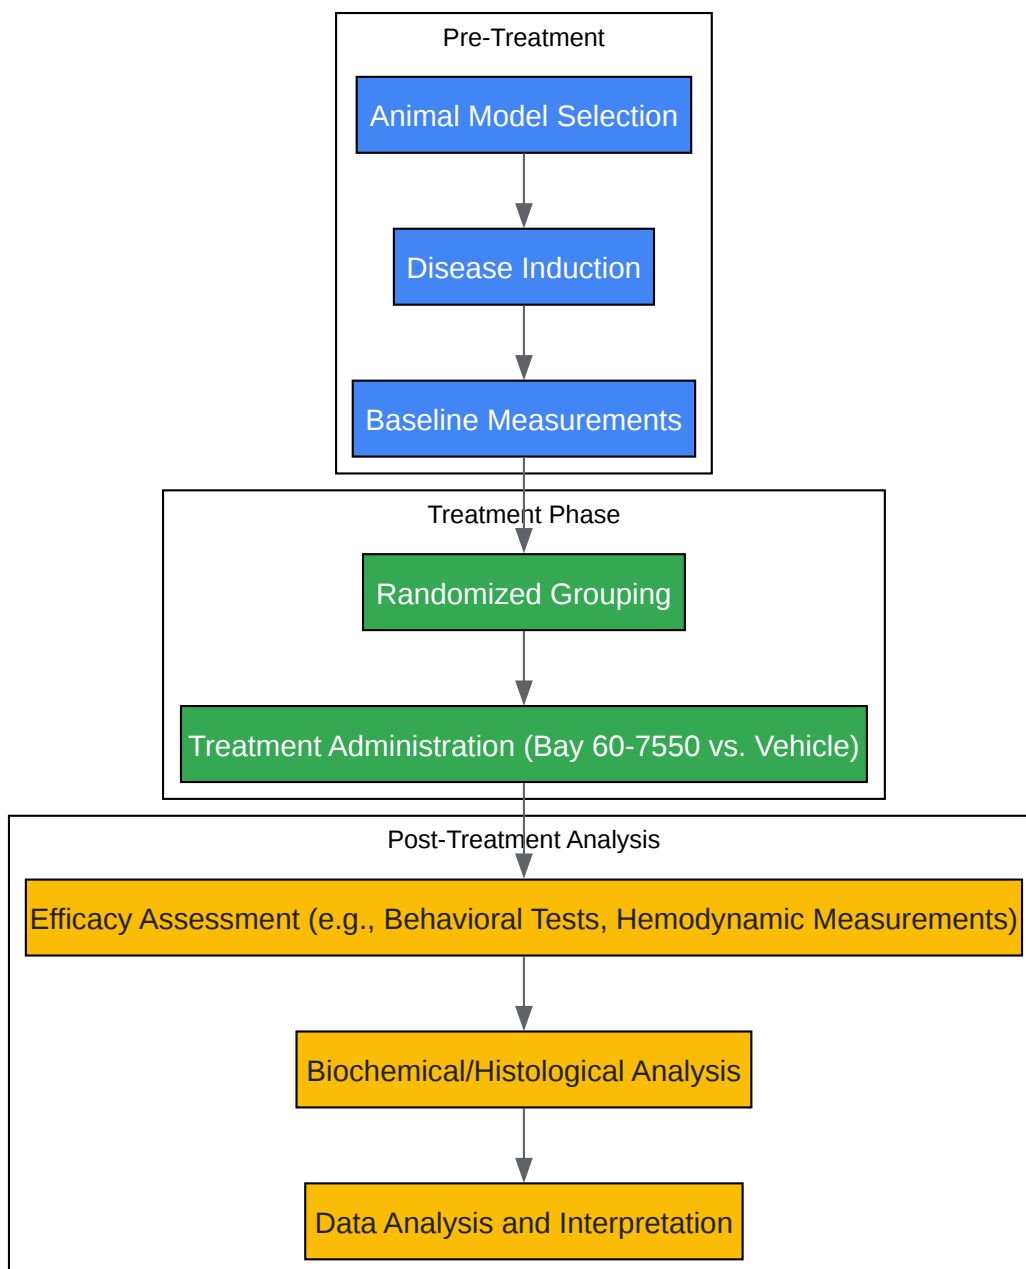 Pre-Treatment
Animal Model Selection
Disease Induction
Baseline Measurements
Treatment Phase
Randomized Grouping
Treatment Administration (Bay 60-7550 vs. Vehicle)
Post-Treatment Analysis
Efficacy Assessment (e.g., Behavioral Tests, Hemodynamic Measurements)
Biochemical/Histological Analysis
Data Analysis and Interpretation